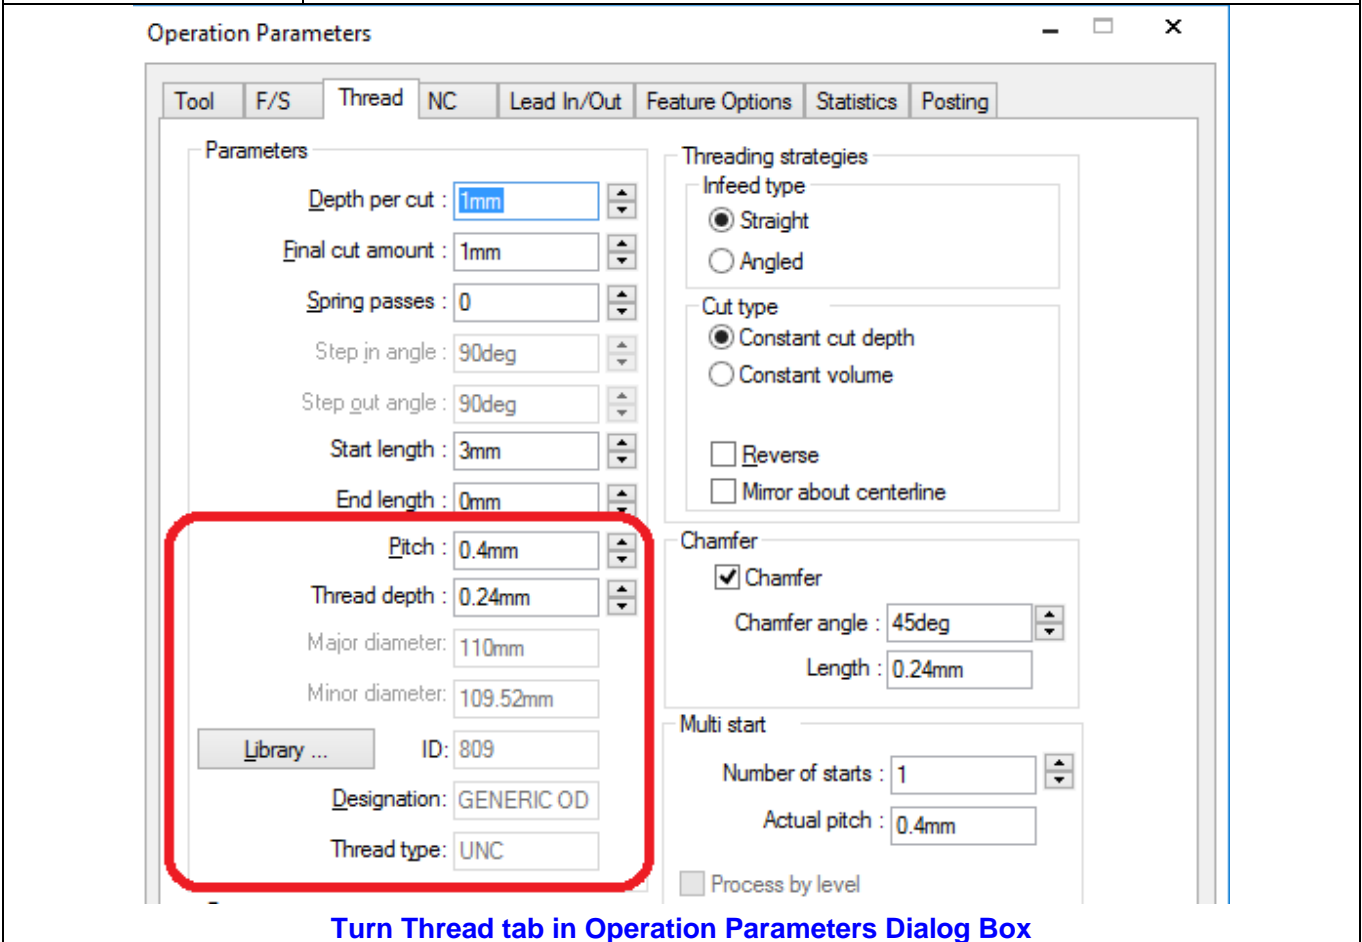 Operation Parameters
Tool F/S Thread NC Lead In/Out Feature Options Statistics Posting
Parameters
Depth per cut : 1mm
Final cut amount : 1mm
Spring passes : 0
Step in angle : 90deg
Step out angle : 90deg
Start length : 3mm
End length : 0mm
Pitch : 0.4mm
Thread depth : 0.24mm
Major diameter: 110mm
Minor diameter: 109.52mm
Library ... ID: 809
Designation: GENERIC OD
Thread type: UNC
Threading strategies
Infeed type
Straight
Angled
Cut type
Constant cut depth
Constant volume
Reverse
Mirror about centerline
Chamfer
Chamfer
Chamfer angle : 45deg
Length : 0.24mm
Multi start
Number of starts : 1
Actual pitch : 0.4mm
Process by level
Turn Thread tab in Operation Parameters Dialog Box